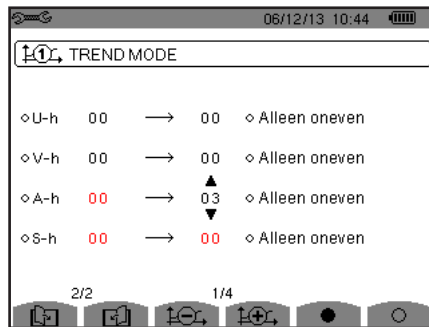 06/12/13 10:44
1 TREND MODE
U-h 00 → 00 Alleen oneven
V-h 00 → 00 Alleen oneven
A-h 00 → 03 Alleen oneven
S-h 00 → 00 Alleen oneven
2/2 1/4